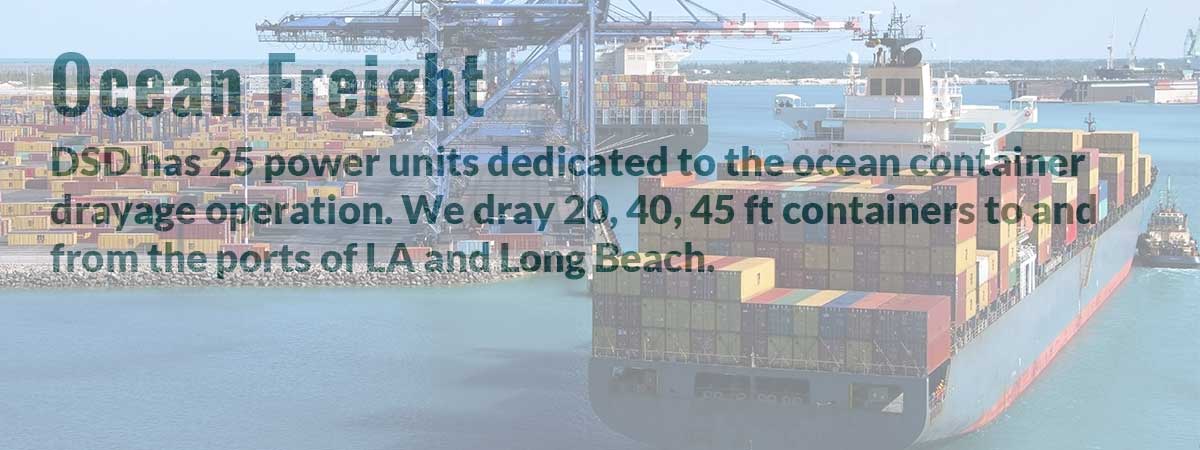 Ocean Freight
DSD has 25 power units dedicated to the ocean container
drayage operation. We dray 20, 40, 45 ft containers to and
from the ports of LA and Long Beach.